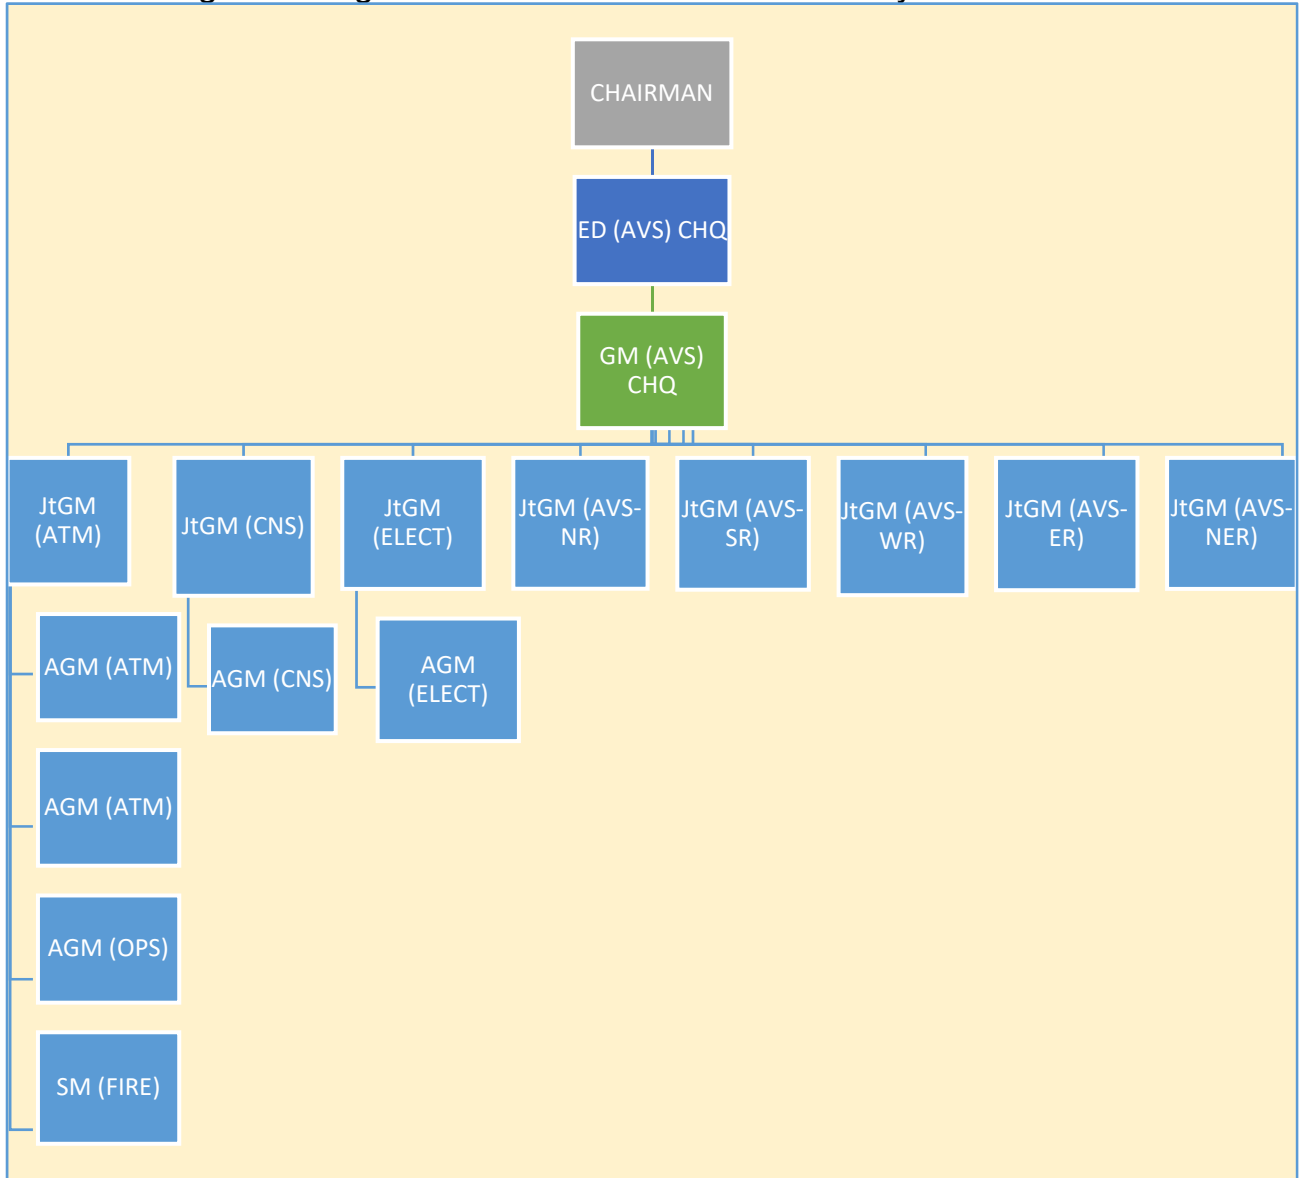 CHAIRMAN
ED (AVS) CHQ
GM (AVS)
CHQ
JtGM
(ATM)
JtGM (CNS)
JtGM
(ELECT)
JtGM (AVS-
NR)
JtGM (AVS-
SR)
JtGM (AVS-
WR)
JtGM (AVS-
ER)
JtGM (AVS-
NER)
AGM (ATM)
AGM (CNS)
AGM
(ELECT)
AGM (ATM)
AGM (OPS)
SM (FIRE)